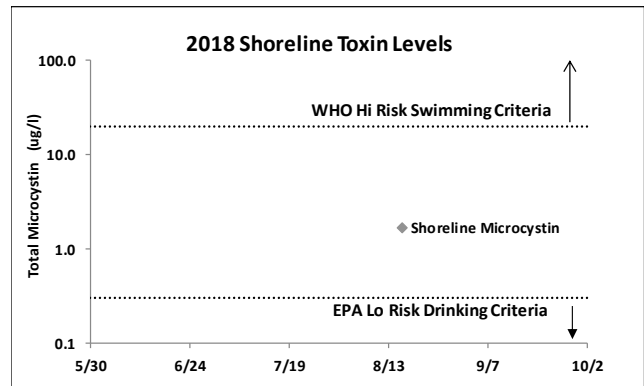 2018 Shoreline Toxin Levels
Total Microcystin (ug/l)
100.0
WHO Hi Risk Swimming Criteria
10.0
Shoreline Microcystin
1.0
EPA Lo Risk Drinking Criteria
0.1
5/30 6/24 7/19 8/13 9/7 10/2